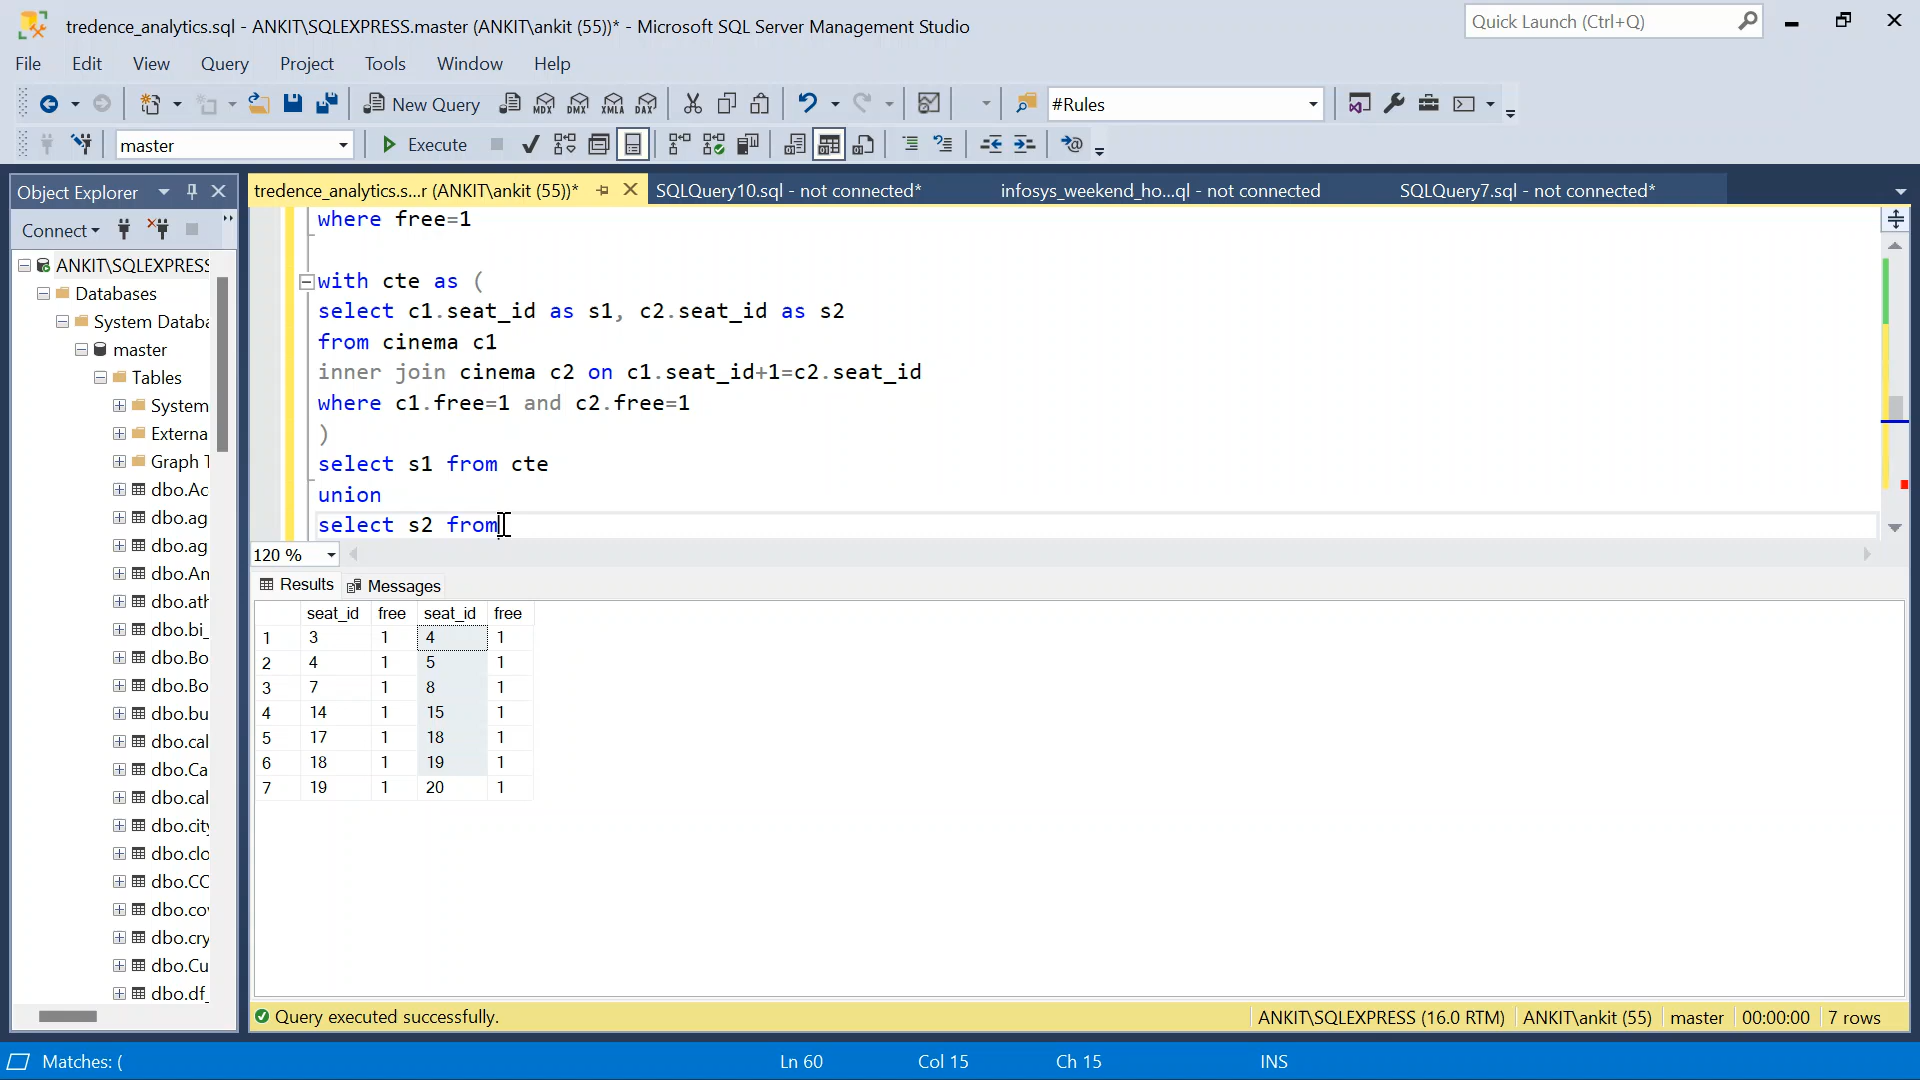 tredence_analytics.sql - ANKIT\SQLEXPRESS.master (ANKIT\ankit (55))* - Microsoft SQL Server Management Studio
Quick Launch (Ctrl+Q)
File Edit View Query Project Tools Window Help
New Query MDX DMX XMLA DAX #Rules
master Execute
Object Explorer
tredence_analytics.s...r (ANKIT\ankit (55))* SQLQuery10.sql - not connected* infosys_weekend_ho...ql - not connected SQLQuery7.sql - not connected*
Connect
ANKIT\SQLEXPRESS
Databases
System Databa
master
Tables
System
Externa
Graph T
dbo.Ac
dbo.ag
dbo.ag
dbo.An
dbo.ath
dbo.bi_
dbo.Bo
dbo.Bo
dbo.bu
dbo.cal
dbo.Ca
dbo.cal
dbo.city
dbo.clo
dbo.CC
dbo.cov
dbo.cry
dbo.Cu
dbo.df_
where free=1
with cte as (
select c1.seat_id as s1, c2.seat_id as s2
from cinema c1
inner join cinema c2 on c1.seat_id+1=c2.seat_id
where c1.free=1 and c2.free=1
)
select s1 from cte
union
select s2 from
120 %
Results Messages
seat_id free seat_id free
1 3 1 4 1
2 4 1 5 1
3 7 1 8 1
4 14 1 15 1
5 17 1 18 1
6 18 1 19 1
7 19 1 20 1
Query executed successfully. ANKIT\SQLEXPRESS (16.0 RTM) ANKIT\ankit (55) master 00:00:00 7 rows
Matches: ( Ln 60 Col 15 Ch 15 INS